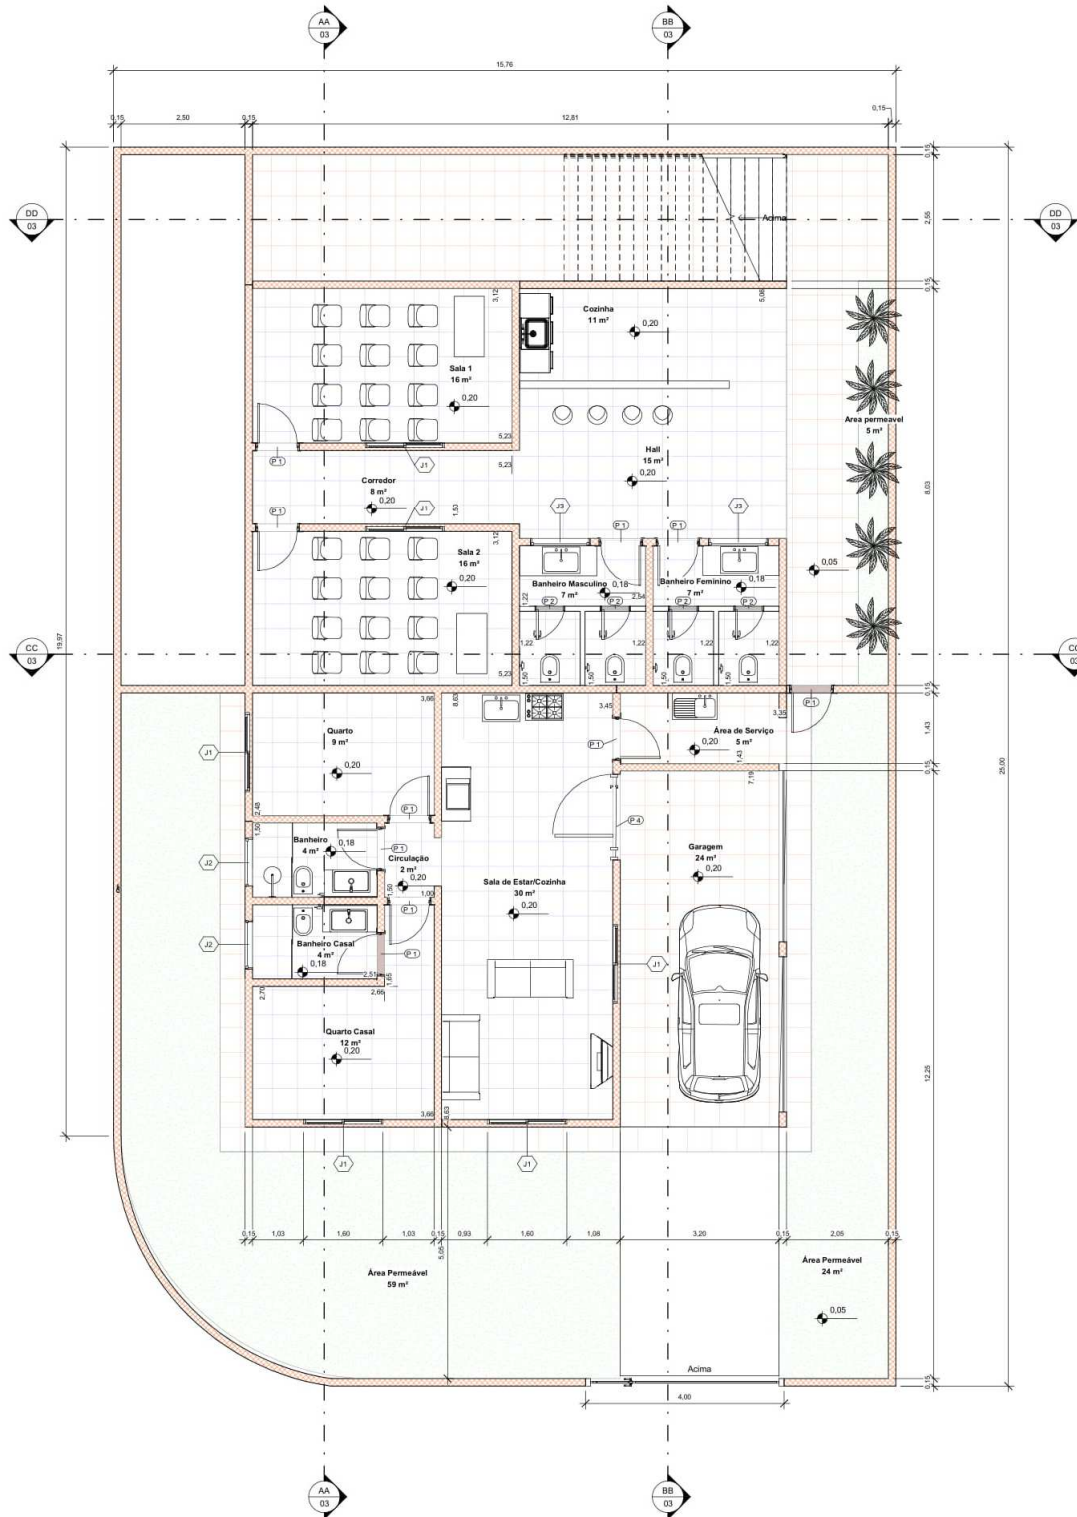 AA
03
BB
03
15,76
0,15
2,50
0,15
12,81
0,15
DD
03
Acima
DD
03
0,15
2,55
0,15
Cozinha
11 m²
0,20
3,12
5,06
Sala 1
16 m²
0,20
5,23
Área permeável
5 m²
P 1
J1
5,23
Hall
15 m²
0,20
Corredor
8 m²
0,20
1,53
J1
P 1
J3
P 1
P 1
J3
8,03
3,12
Sala 2
16 m²
0,20
Banheiro Masculino
7 m²
0,18
2,54
Banheiro Feminino
7 m²
0,18
0,05
1,22
P 2
P 2
P 2
P 2
1,22
1,22
1,22
1,22
1,50
1,50
1,50
1,50
5,23
19,97
CC
03
CC
03
3,66
8,63
3,45
3,35
P 1
0,15
1,43
0,15
25,00
Quarto
9 m²
0,20
J1
2,48
P 1
Área de Serviço
5 m²
0,20
1,43
7,19
P 1
P 4
1,50
Banheiro
4 m²
0,18
J2
P 1
Circulação
2 m²
0,20
1,50
1,00
P 1
Garagem
24 m²
0,20
Sala de Estar/Cozinha
30 m²
0,20
J2
Banheiro Casal
4 m²
0,18
2,51
P 1
1,65
2,70
2,66
J1
Quarto Casal
12 m²
0,20
3,66
8,63
12,25
J1
J1
0,15
1,03
1,60
1,03
0,15
0,93
1,60
1,08
3,20
0,15
2,05
0,15
5,05
Área Permeável
59 m²
Área Permeável
24 m²
0,05
Acima
0,15
4,00
AA
03
BB
03